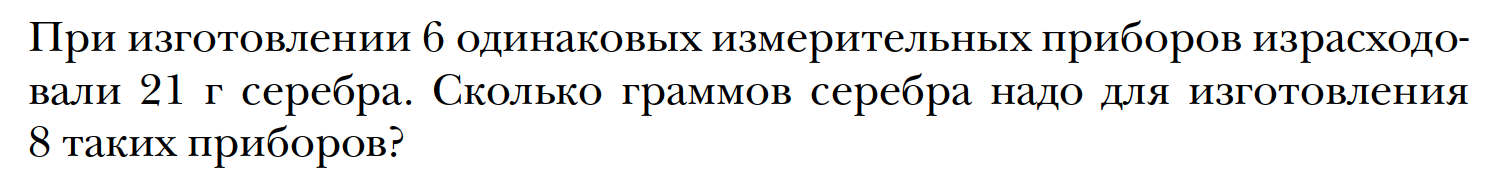 При изготовлении 6 одинаковых измерительных приборов израсходо-
вали 21 г серебра. Сколько граммов серебра надо для изготовления
8 таких приборов?